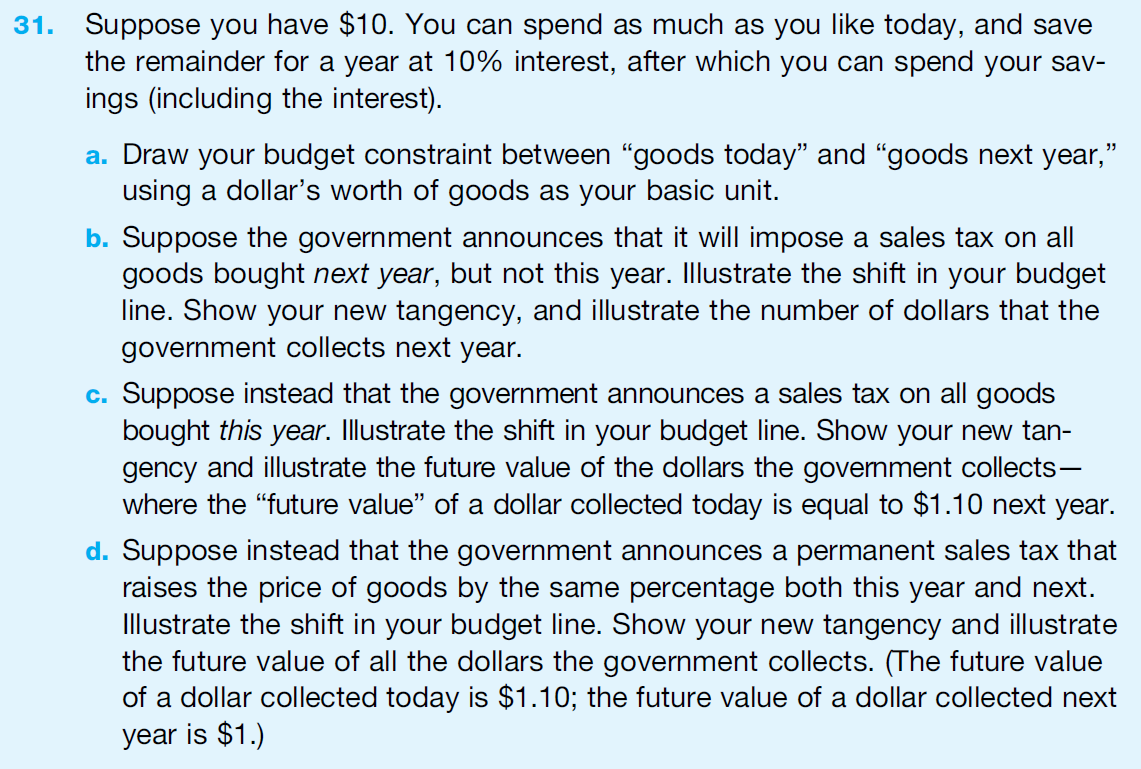 31. Suppose you have $10. You can spend as much as you like today, and save
the remainder for a year at 10% interest, after which you can spend your sav-
ings (including the interest).
a. Draw your budget constraint between “goods today” and “goods next year,”
using a dollar’s worth of goods as your basic unit.
b. Suppose the government announces that it will impose a sales tax on all
goods bought next year, but not this year. Illustrate the shift in your budget
line. Show your new tangency, and illustrate the number of dollars that the
government collects next year.
c. Suppose instead that the government announces a sales tax on all goods
bought this year. Illustrate the shift in your budget line. Show your new tan-
gency and illustrate the future value of the dollars the government collects—
where the “future value” of a dollar collected today is equal to $1.10 next year.
d. Suppose instead that the government announces a permanent sales tax that
raises the price of goods by the same percentage both this year and next.
Illustrate the shift in your budget line. Show your new tangency and illustrate
the future value of all the dollars the government collects. (The future value
of a dollar collected today is $1.10; the future value of a dollar collected next
year is $1.)